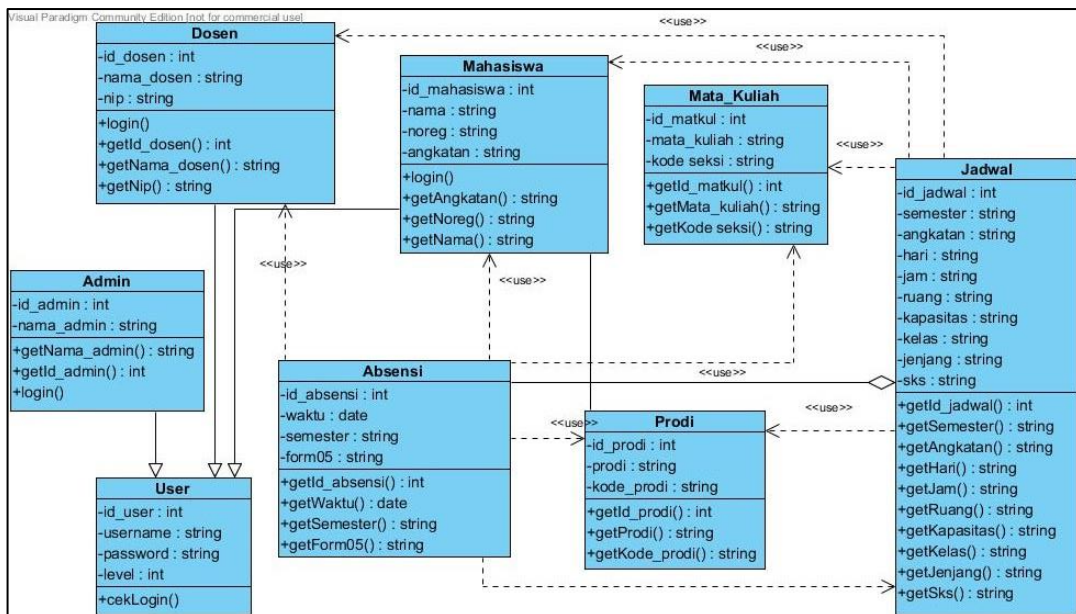 Visual Paradigm Community Edition [not for commercial use]
Dosen
-id_dosen : int
-nama_dosen : string
-nip : string
+login()
+getId_dosen() : int
+getNama_dosen() : string
+getNip() : string
Mahasiswa
-id_mahasiswa : int
-nama : string
-noreg : string
-angkatan : string
+login()
+getAngkatan() : string
+getNoreg() : string
+getNama() : string
Mata_Kuliah
-id_matkul : int
-mata_kuliah : string
-kode seksi : string
+getId_matkul() : int
+getMata_kuliah() : string
+getKode seksi() : string
Jadwal
-id_jadwal : int
-semester : string
-angkatan : string
-hari : string
-jam : string
-ruang : string
-kapasitas : string
-kelas : string
-jenjang : string
-sks : string
+getId_jadwal() : int
+getSemester() : string
+getAngkatan() : string
+getHari() : string
+getJam() : string
+getRuang() : string
+getKapasitas() : string
+getKelas() : string
+getJenjang() : string
+getSks() : string
Admin
-id_admin : int
-nama_admin : string
+getNama_admin() : string
+getId_admin() : int
+login()
Absensi
-id_absensi : int
-waktu : date
-semester : string
-form05 : string
+getId_absensi() : int
+getWaktu() : date
+getSemester() : string
+getForm05() : string
Prodi
-id_prodi : int
-prodi : string
-kode_prodi : string
+getId_prodi() : int
+getProdi() : string
+getKode_prodi() : string
User
-id_user : int
-username : string
-password : string
-level : int
+cekLogin()
<<use>>
<<use>>
<<use>>
<<use>>
<<use>>
<<use>>
<<use>>
<<use>>
<<use>>